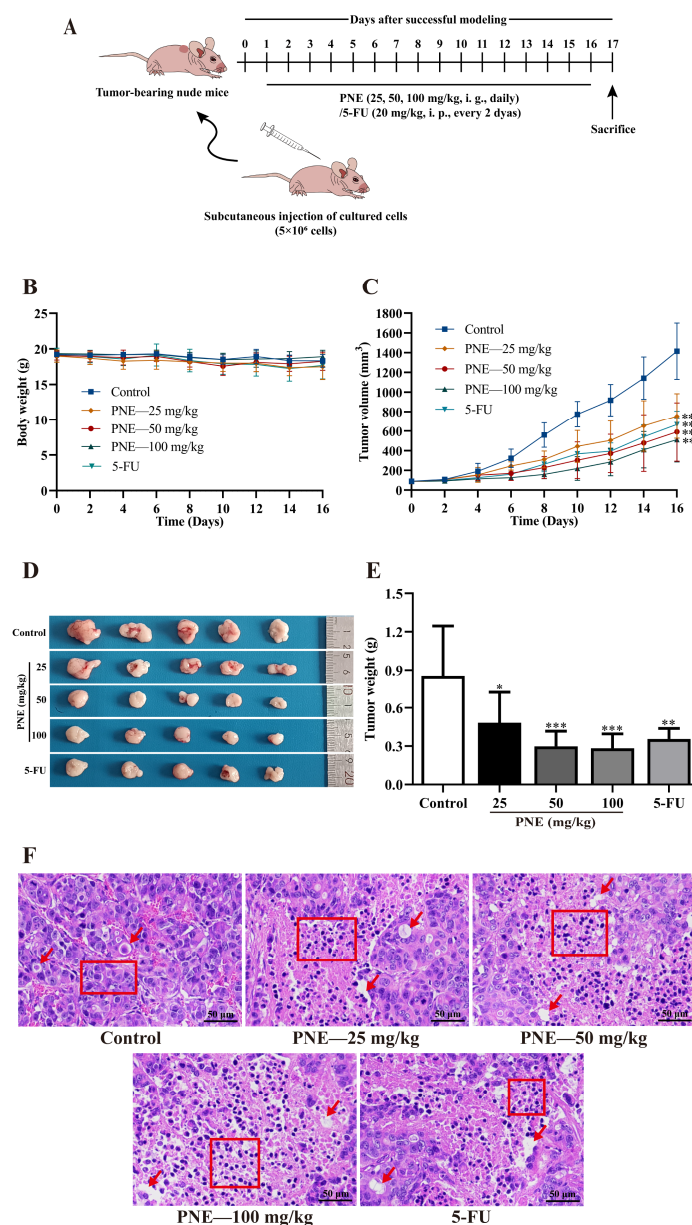 A
Days after successful modeling
0 1 2 3 4 5 6 7 8 9 10 11 12 13 14 15 16 17
Tumor-bearing nude mice
PNE (25, 50, 100 mg/kg, i. g., daily)
/5-FU (20 mg/kg, i. p., every 2 dyas)
Sacrifice
Subcutaneous injection of cultured cells
(5×10⁶ cells)
B
Body weight (g)
25
20
15
10
5
0
Control
PNE—25 mg/kg
PNE—50 mg/kg
PNE—100 mg/kg
5-FU
0 2 4 6 8 10 12 14 16
Time (Days)
C
Tumor volume (mm³)
1800
1600
1400
1200
1000
800
600
400
200
0
Control
PNE—25 mg/kg
PNE—50 mg/kg
PNE—100 mg/kg
5-FU
**
**
**
**
0 2 4 6 8 10 12 14 16
Time (Days)
D
Control
25
50
100
PNE (mg/kg)
5-FU
E
Tumor weight (g)
1.5
1.2
0.9
0.6
0.3
0.0
*
***
***
**
Control 25 50 100 5-FU
PNE (mg/kg)
F
50 μm
50 μm
50 μm
Control
PNE—25 mg/kg
PNE—50 mg/kg
50 μm
50 μm
PNE—100 mg/kg
5-FU